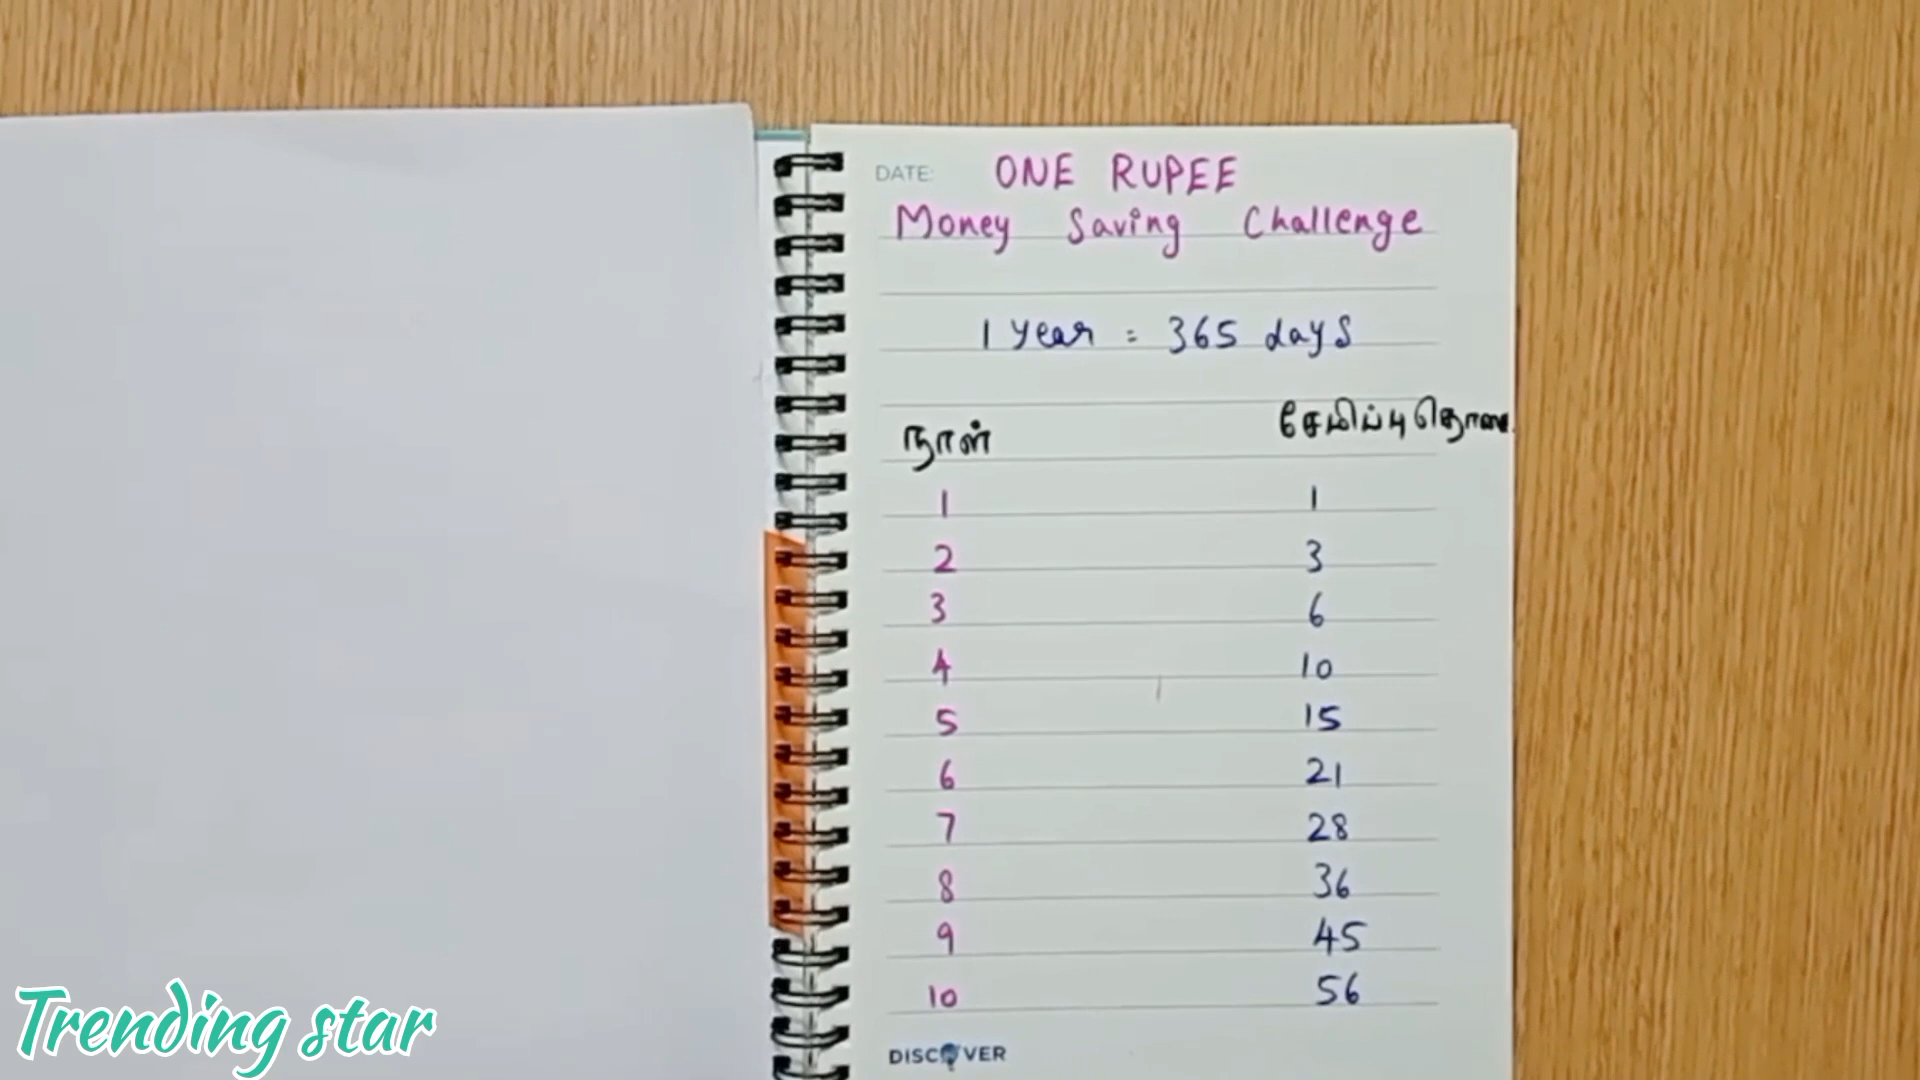 DATE: ONE RUPEE
Money Saving Challenge
1 Year = 365 days
நாள் சேமிப்பு
1 1
2 3
3 6
4 10
5 15
6 21
7 28
8 36
9 45
10 56
DISCOVER
Trending star